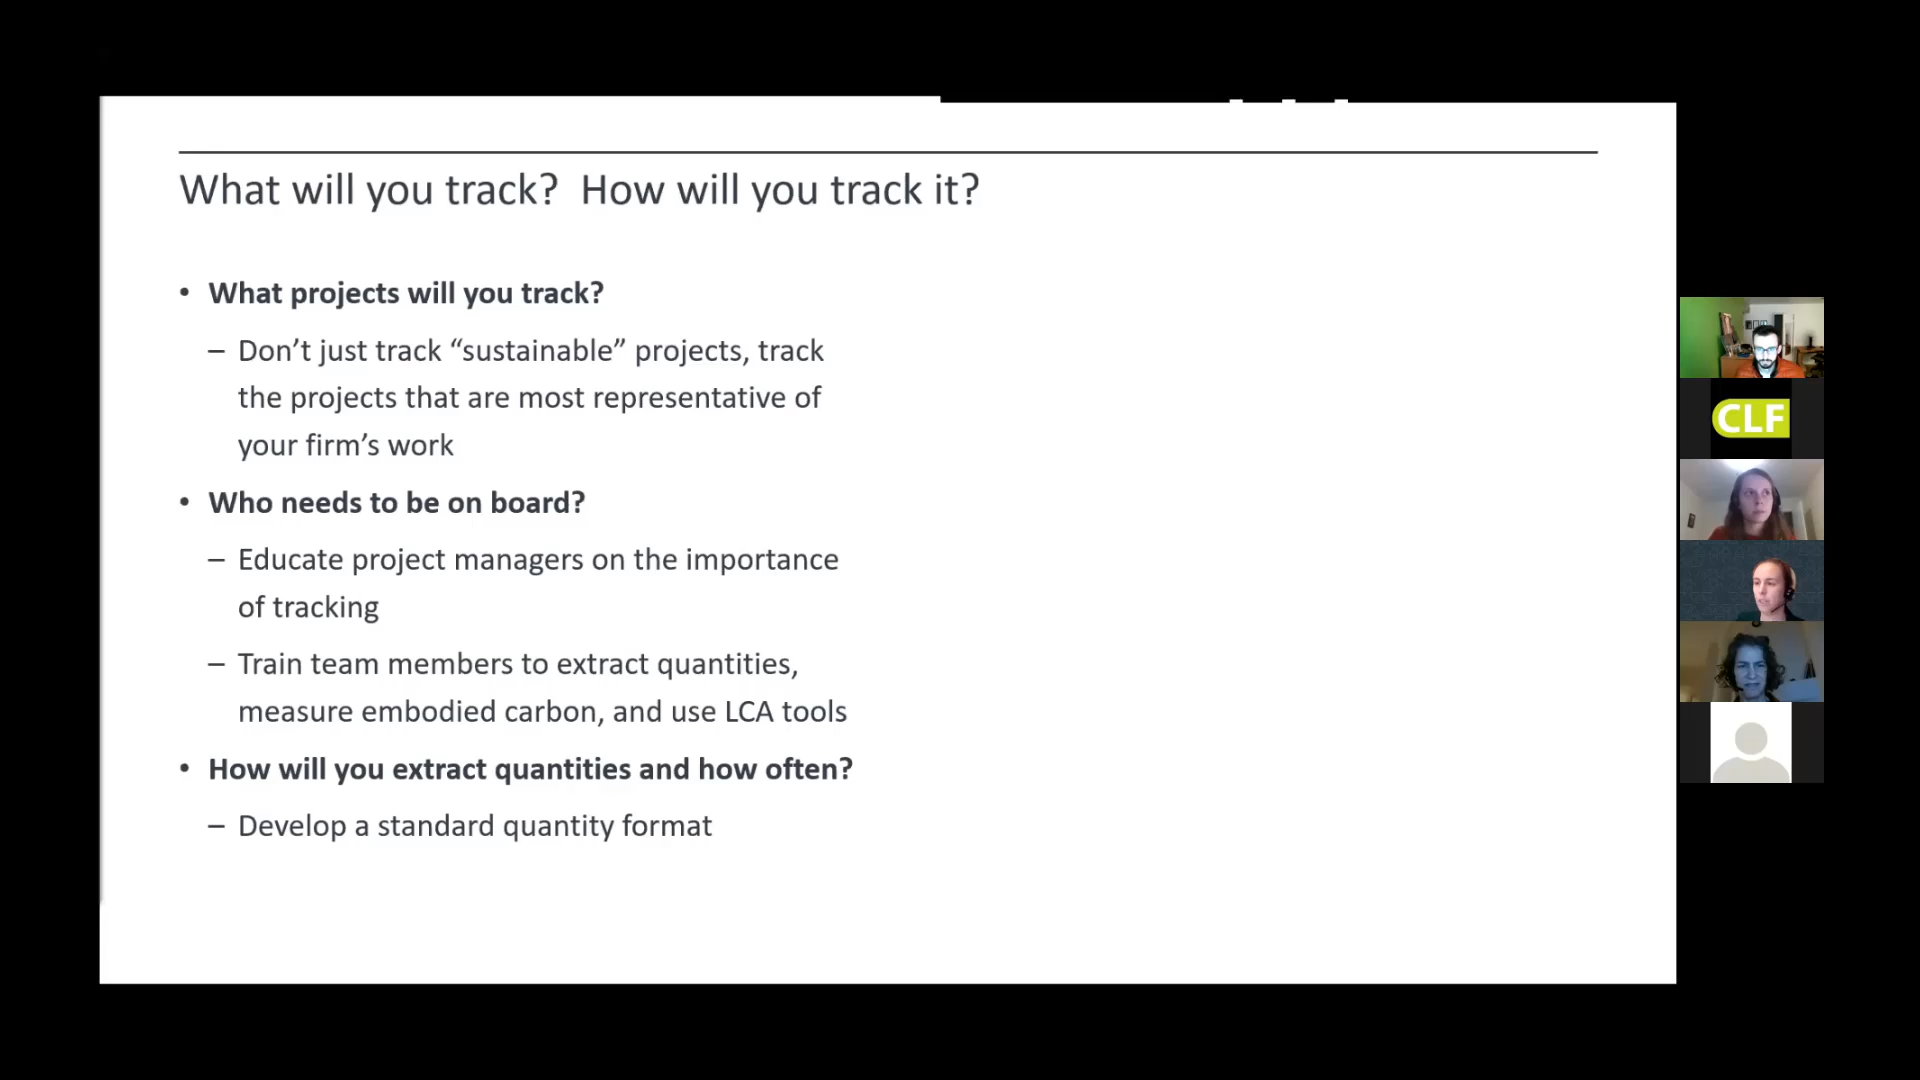 What will you track?  How will you track it?
• What projects will you track?
– Don’t just track “sustainable” projects, track
the projects that are most representative of
your firm’s work
• Who needs to be on board?
– Educate project managers on the importance
of tracking
– Train team members to extract quantities,
measure embodied carbon, and use LCA tools
• How will you extract quantities and how often?
– Develop a standard quantity format
CLF